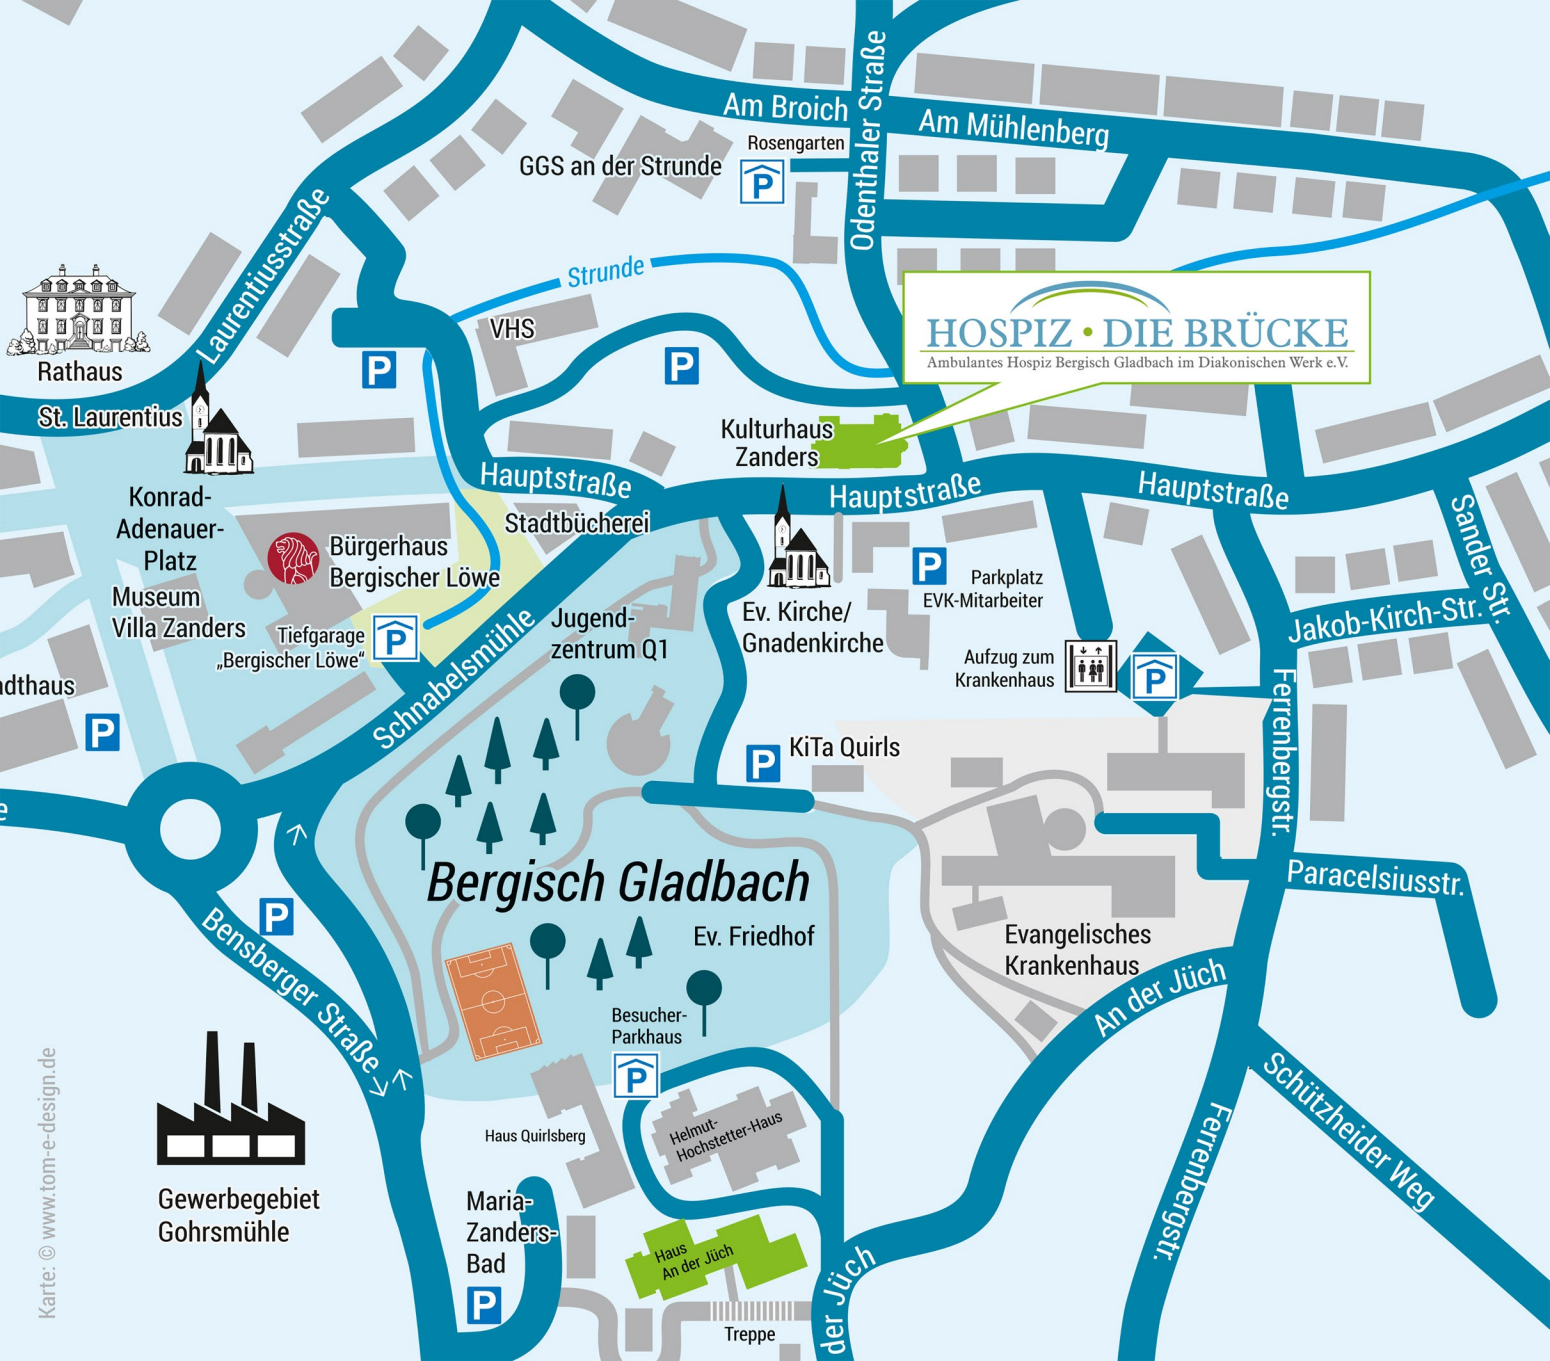 Am Broich
Am Mühlenberg
Odenthaler Straße
Rosengarten
P
GGS an der Strunde
Laurentiusstraße
Strunde
VHS
HOSPIZ • DIE BRÜCKE
Ambulantes Hospiz Bergisch Gladbach im Diakonischen Werk e.V.
Rathaus
P
P
St. Laurentius
Kulturhaus
Zanders
Hauptstraße
Hauptstraße
Hauptstraße
Konrad-
Adenauer-
Platz
Stadtbücherei
Sander Str.
Bürgerhaus
Bergischer Löwe
P
Parkplatz
EVK-Mitarbeiter
Museum
Villa Zanders
Tiefgarage
„Bergischer Löwe“
P
Jugend-
zentrum Q1
Ev. Kirche/
Gnadenkirche
Jakob-Kirch-Str.
Aufzug zum
Krankenhaus
P
Schnabelsmühle
adthaus
P
Ferrenbergstr.
P
KiTa Quirls
e
Bergisch Gladbach
Paracelsiusstr.
P
Bensberger Straße
Ev. Friedhof
Evangelisches
Krankenhaus
An der Jüch
Besucher-
Parkhaus
P
Schützheider Weg
Ferrenbergstr.
Haus Quirlsberg
Helmut-
Hochstetter-Haus
Gewerbegebiet
Gohrsmühle
Maria-
Zanders-
Bad
P
Haus
An der Jüch
der Jüch
Treppe
Karte: © www.tom-e-design.de